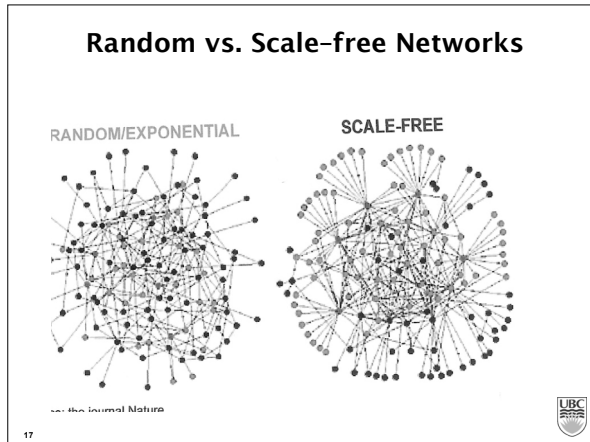 Random vs. Scale-free Networks
RANDOM/EXPONENTIAL
SCALE-FREE
the journal Nature
17
UBC